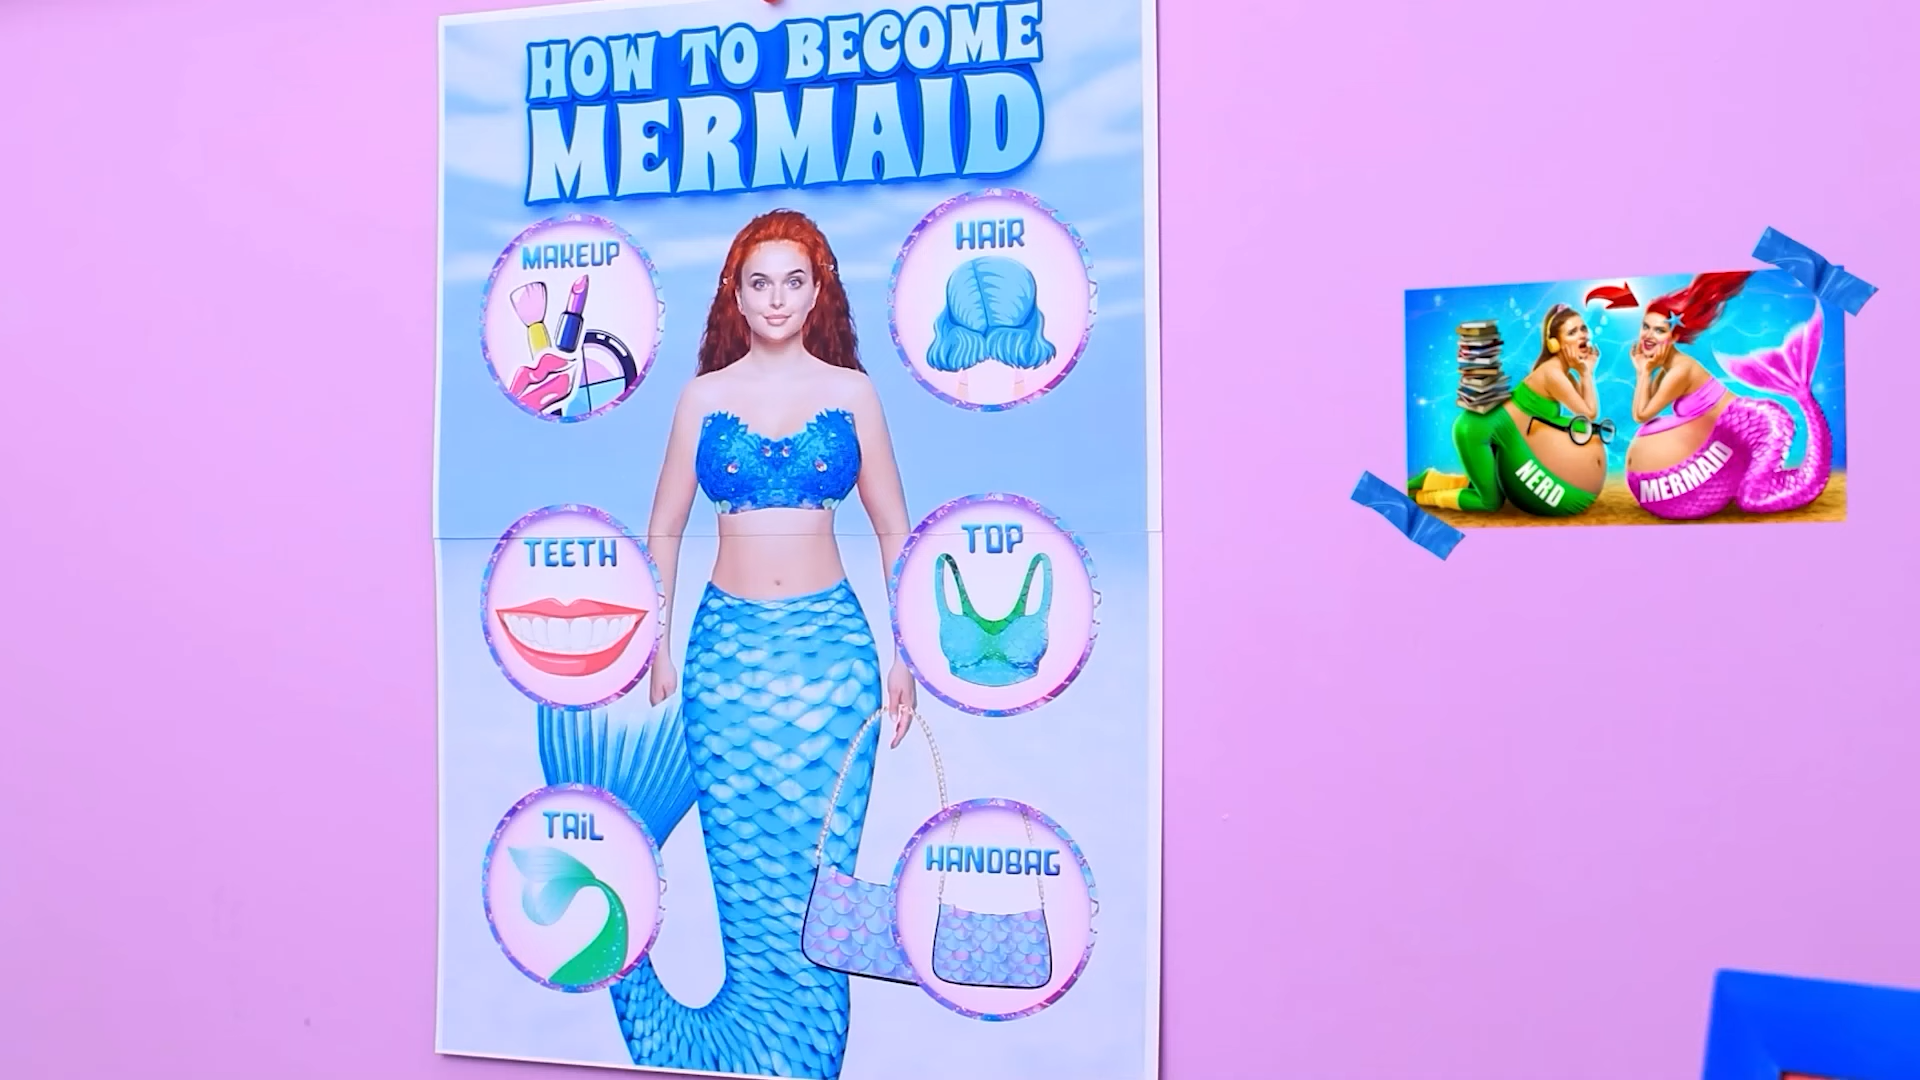 HOW TO BECOME
MERMAID
MAKEUP
HAiR
TEETH
TOP
TAiL
HANDBAG
NERD
MERMAID